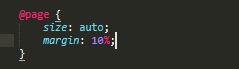 @page {
    size: auto;
    margin: 10%;
}